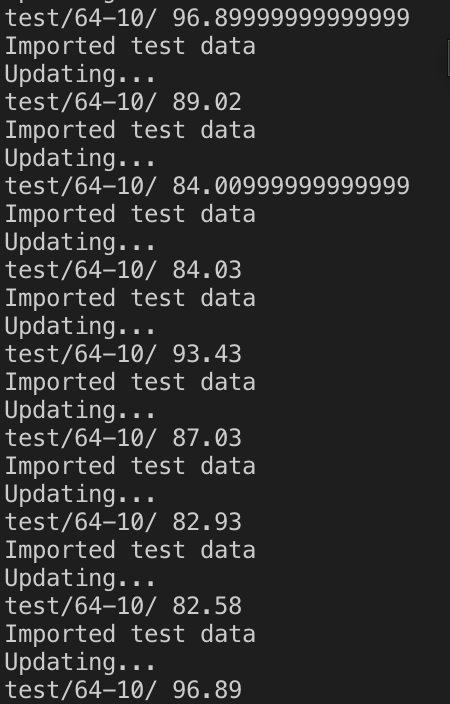 test/64-10/ 96.89999999999999
Imported test data
Updating...
test/64-10/ 89.02
Imported test data
Updating...
test/64-10/ 84.00999999999999
Imported test data
Updating...
test/64-10/ 84.03
Imported test data
Updating...
test/64-10/ 93.43
Imported test data
Updating...
test/64-10/ 87.03
Imported test data
Updating...
test/64-10/ 82.93
Imported test data
Updating...
test/64-10/ 82.58
Imported test data
Updating...
test/64-10/ 96.89